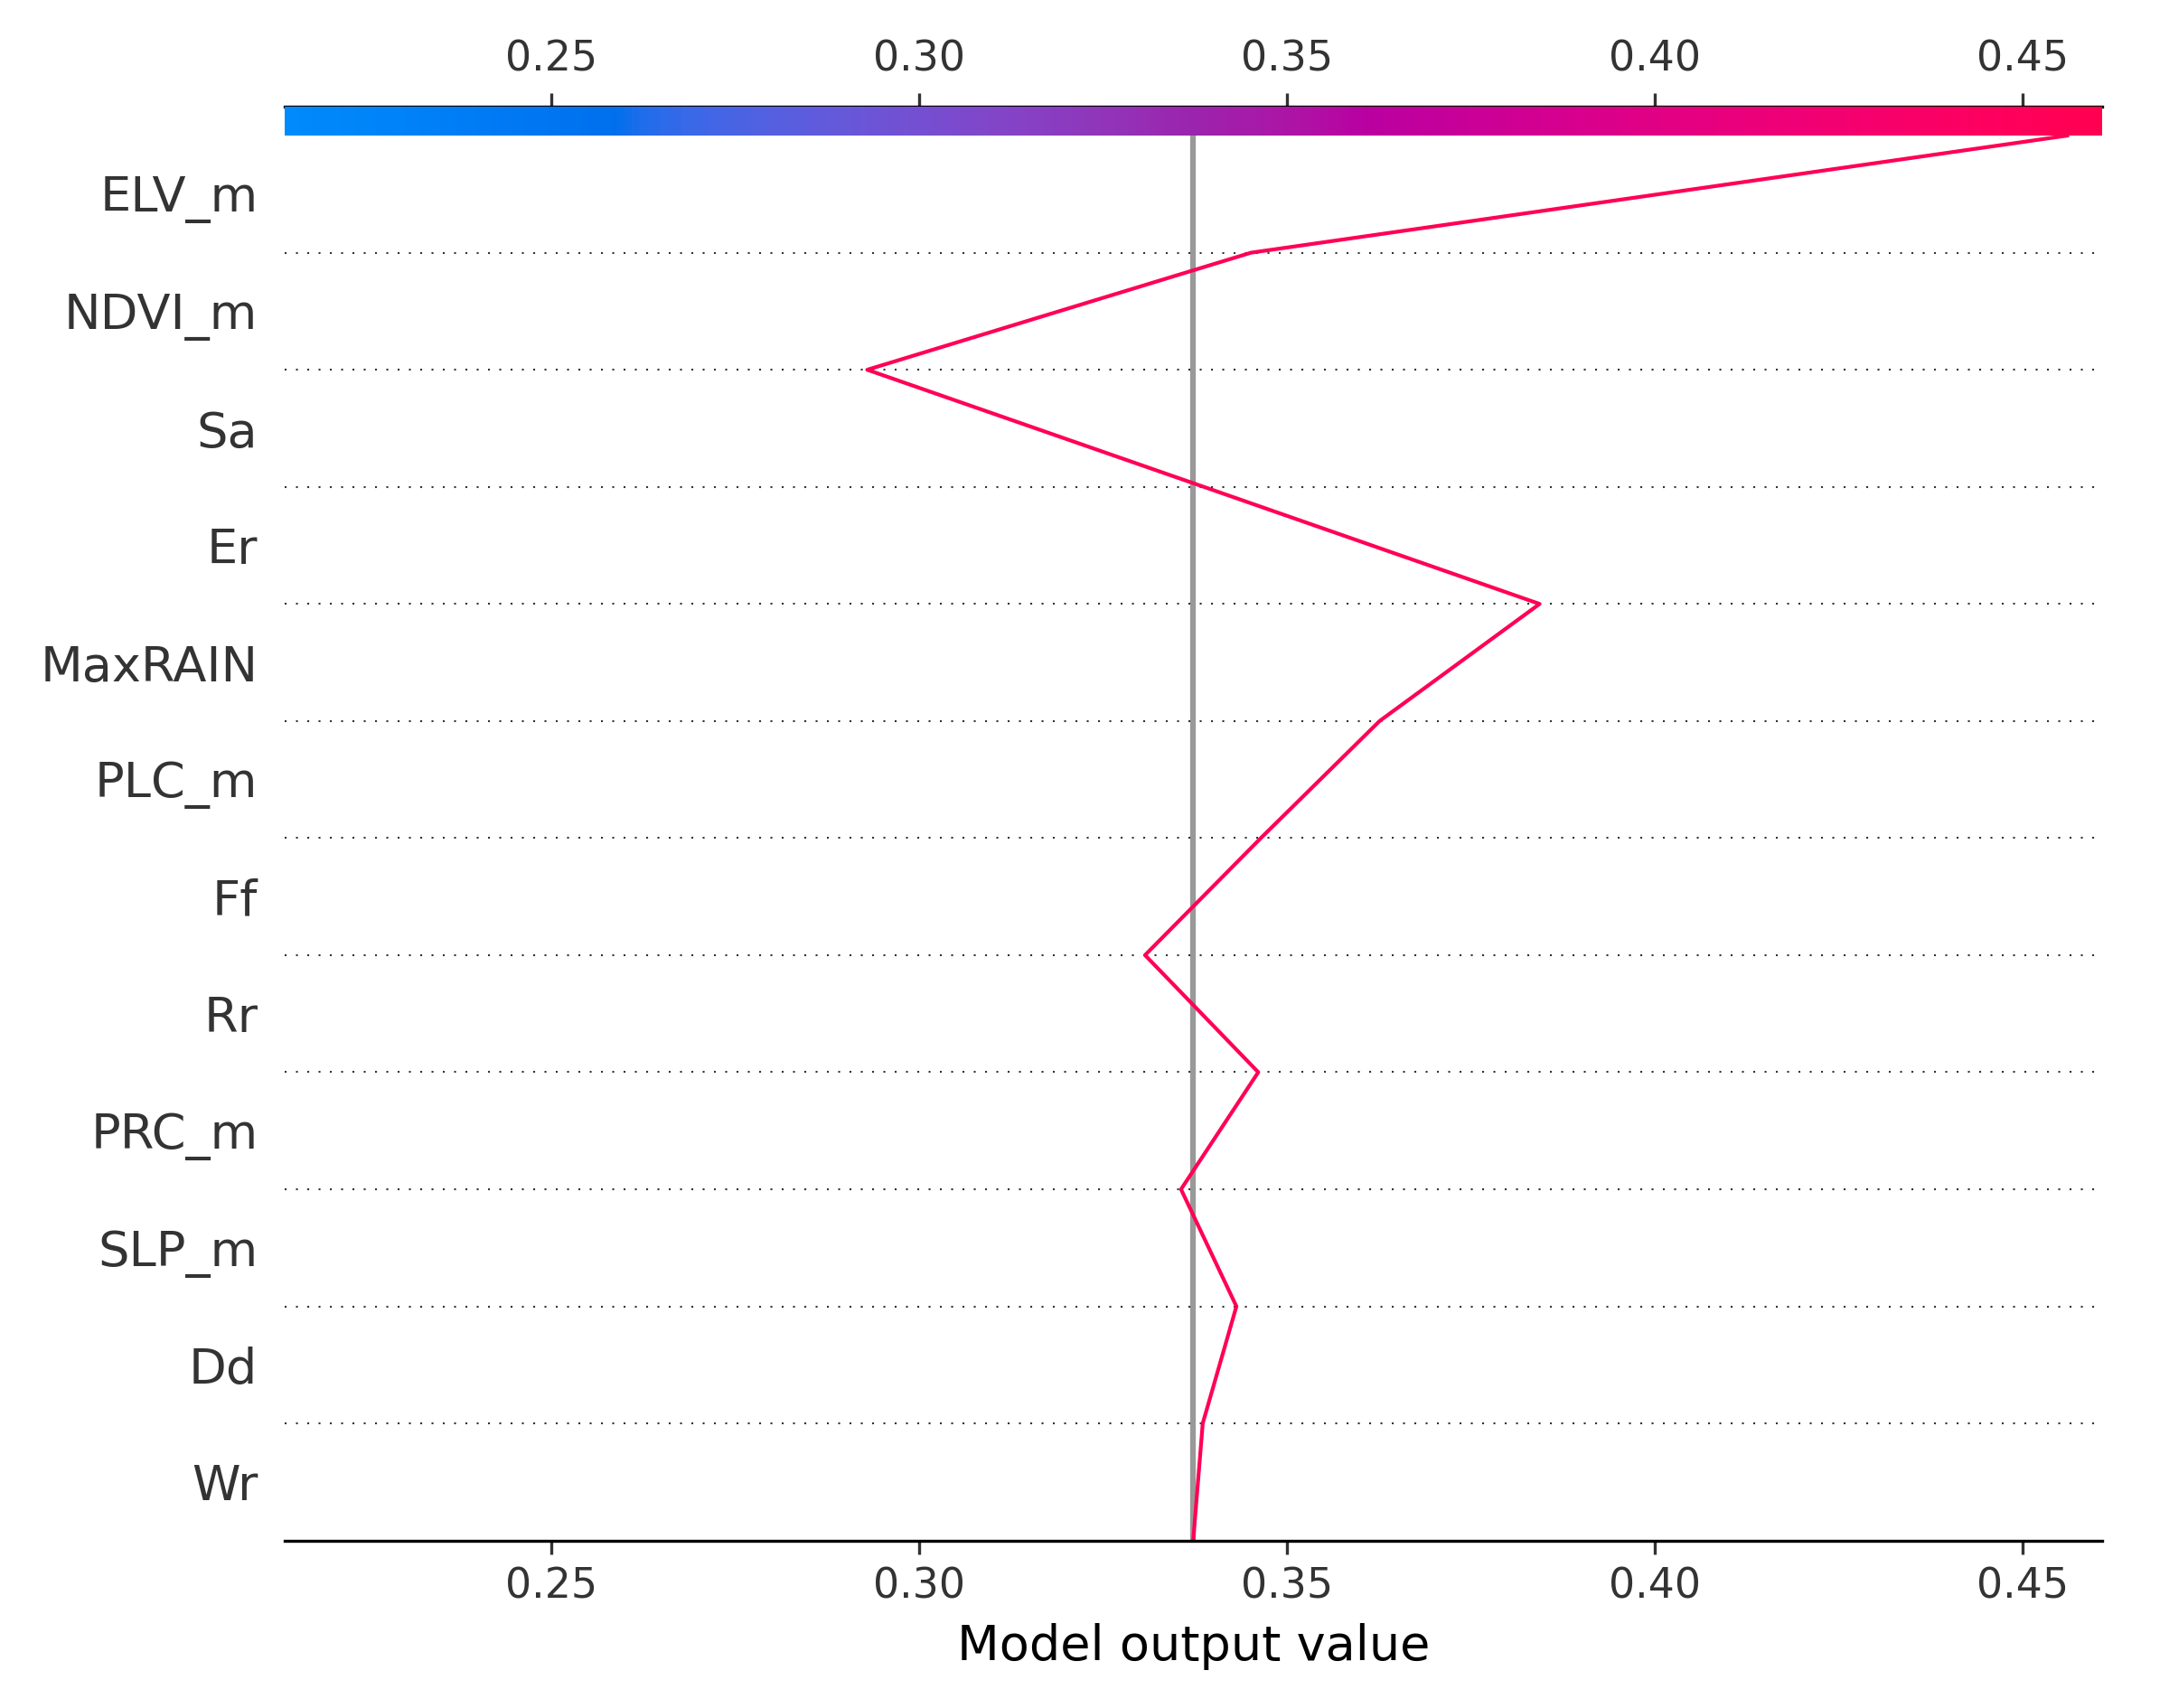 0.25 0.30 0.35 0.40 0.45
ELV_m
NDVI_m
Sa
Er
MaxRAIN
PLC_m
Ff
Rr
PRC_m
SLP_m
Dd
Wr
0.25 0.30 0.35 0.40 0.45
Model output value